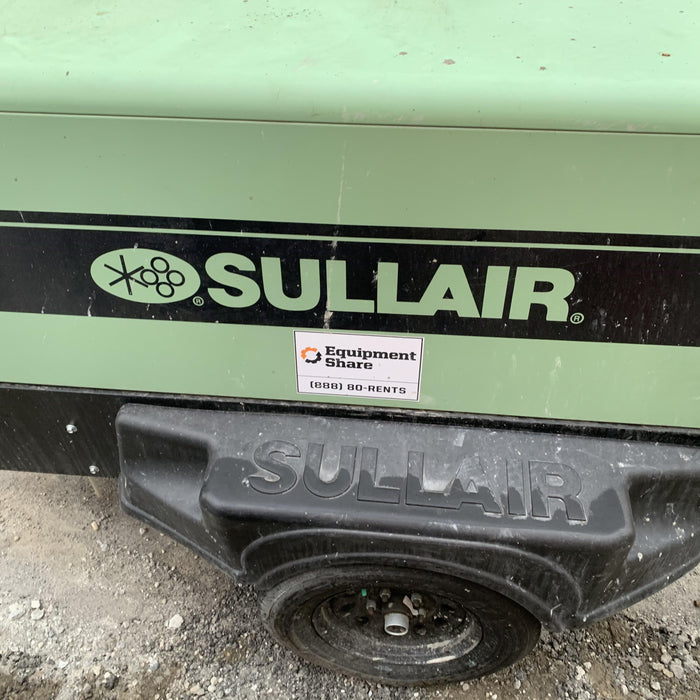 SULLAIR
Equipment
Share
(888) 80-RENTS
SULLAIR